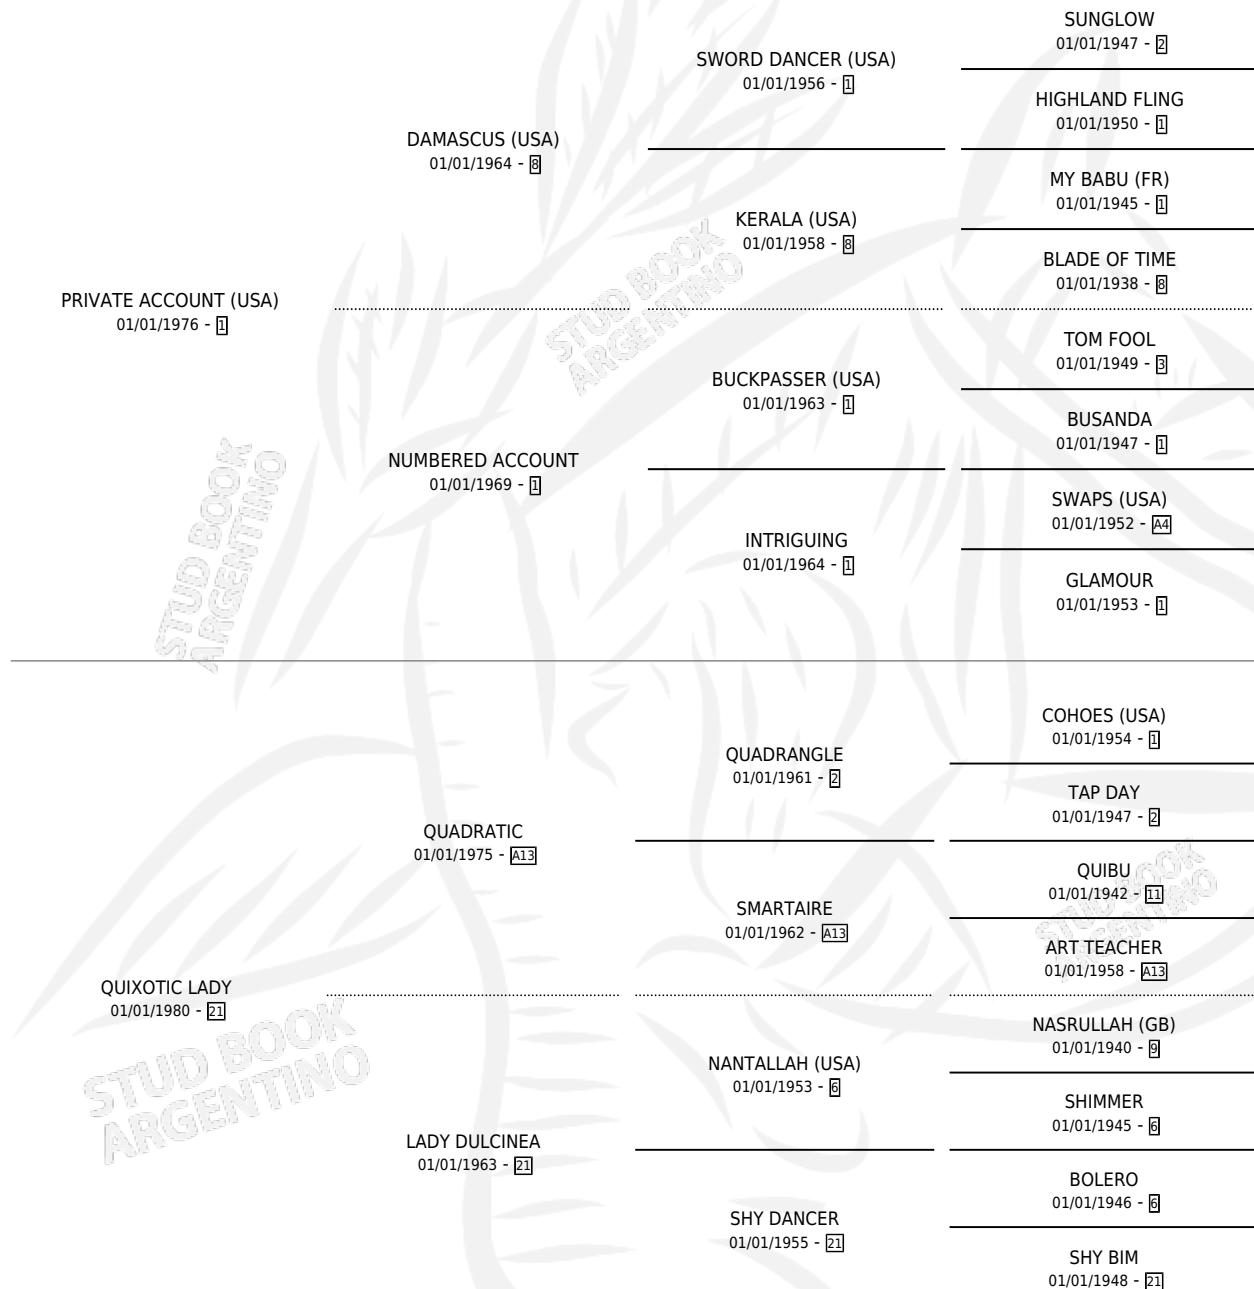 SUNGLOW
01/01/1947 - 2
SWORD DANCER (USA)
01/01/1956 - 1
HIGHLAND FLING
01/01/1950 - 1
DAMASCUS (USA)
01/01/1964 - 8
MY BABU (FR)
01/01/1945 - 1
KERALA (USA)
01/01/1958 - 8
BLADE OF TIME
01/01/1938 - 8
PRIVATE ACCOUNT (USA)
01/01/1976 - 1
TOM FOOL
01/01/1949 - 3
BUCKPASSER (USA)
01/01/1963 - 1
BUSANDA
01/01/1947 - 1
NUMBERED ACCOUNT
01/01/1969 - 1
SWAPS (USA)
01/01/1952 - A4
INTRIGUING
01/01/1964 - 1
GLAMOUR
01/01/1953 - 1
COHOES (USA)
01/01/1954 - 1
QUADRANGLE
01/01/1961 - 2
TAP DAY
01/01/1947 - 2
QUADRATIC
01/01/1975 - A13
QUIBU
01/01/1942 - 11
SMARTAIRE
01/01/1962 - A13
ART TEACHER
01/01/1958 - A13
QUIXOTIC LADY
01/01/1980 - 21
NASRULLAH (GB)
01/01/1940 - 9
NANTALLAH (USA)
01/01/1953 - 6
SHIMMER
01/01/1945 - 6
LADY DULCINEA
01/01/1963 - 21
BOLERO
01/01/1946 - 6
SHY DANCER
01/01/1955 - 21
SHY BIM
01/01/1948 - 21
STUD BOOK
ARGENTINO
STUD BOOK
ARGENTINO
STUD BOOK
ARGENTINO
STUD BOOK
ARGENTINO